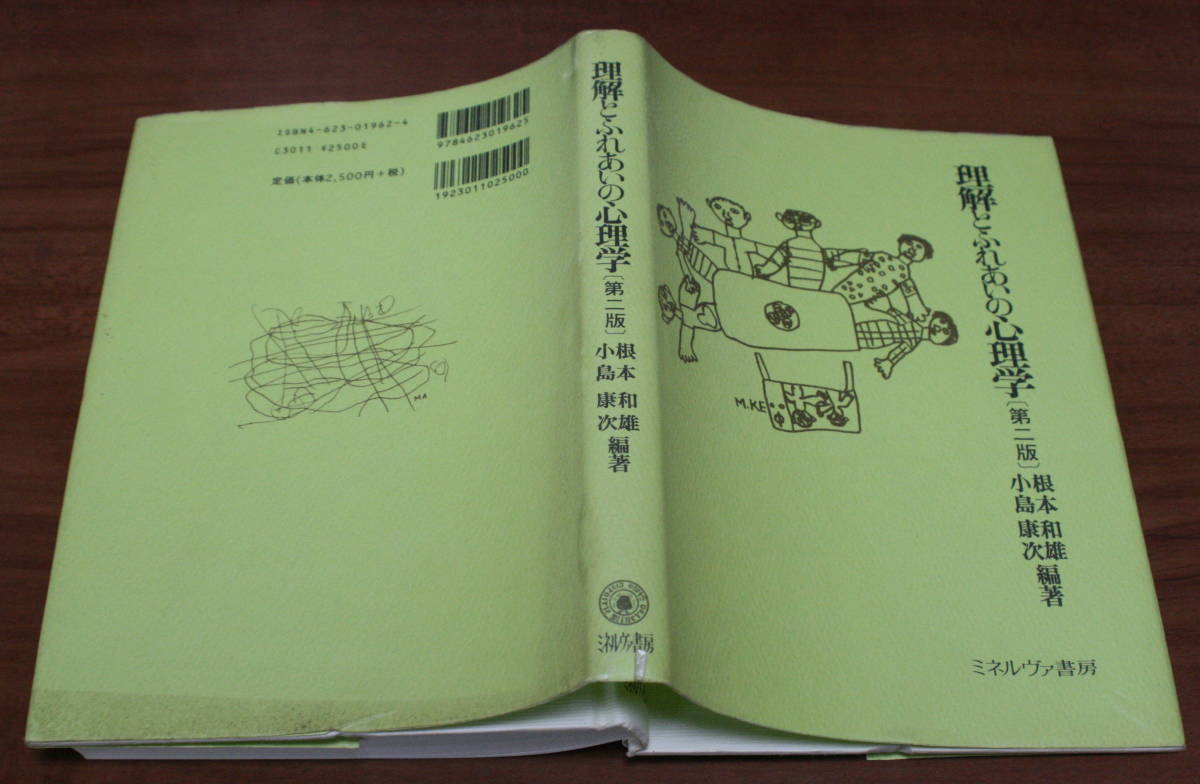 ISBN4-623-01962-4
C3011 ¥2500E
定価(本体2,500円+税)
9784623019625
1923011025000
MA
理解とふれあいの心理学〔第二版〕
根本 和雄
小島 康次
編著
ミネルヴァ書房
理解とふれあいの心理学〔第二版〕
根本 和雄
小島 康次
編著
M.KE
ミネルヴァ書房